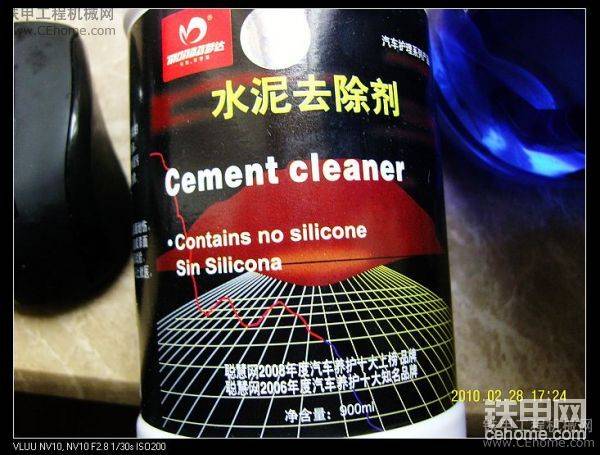 铁甲工程机械网
www.CEhome.com
汽车护理系列产品
水泥去除剂
Cement cleaner
•Contains no silicone
Sin Silicona
聪慧网2008年度汽车养护十大上榜品牌
聪慧网2006年度汽车养护十大知名品牌
净含量: 900ml
2010.02.28 17:24
铁甲网
cehome.com
VLUU NV10, NV10 F2.8 1/30s ISO200